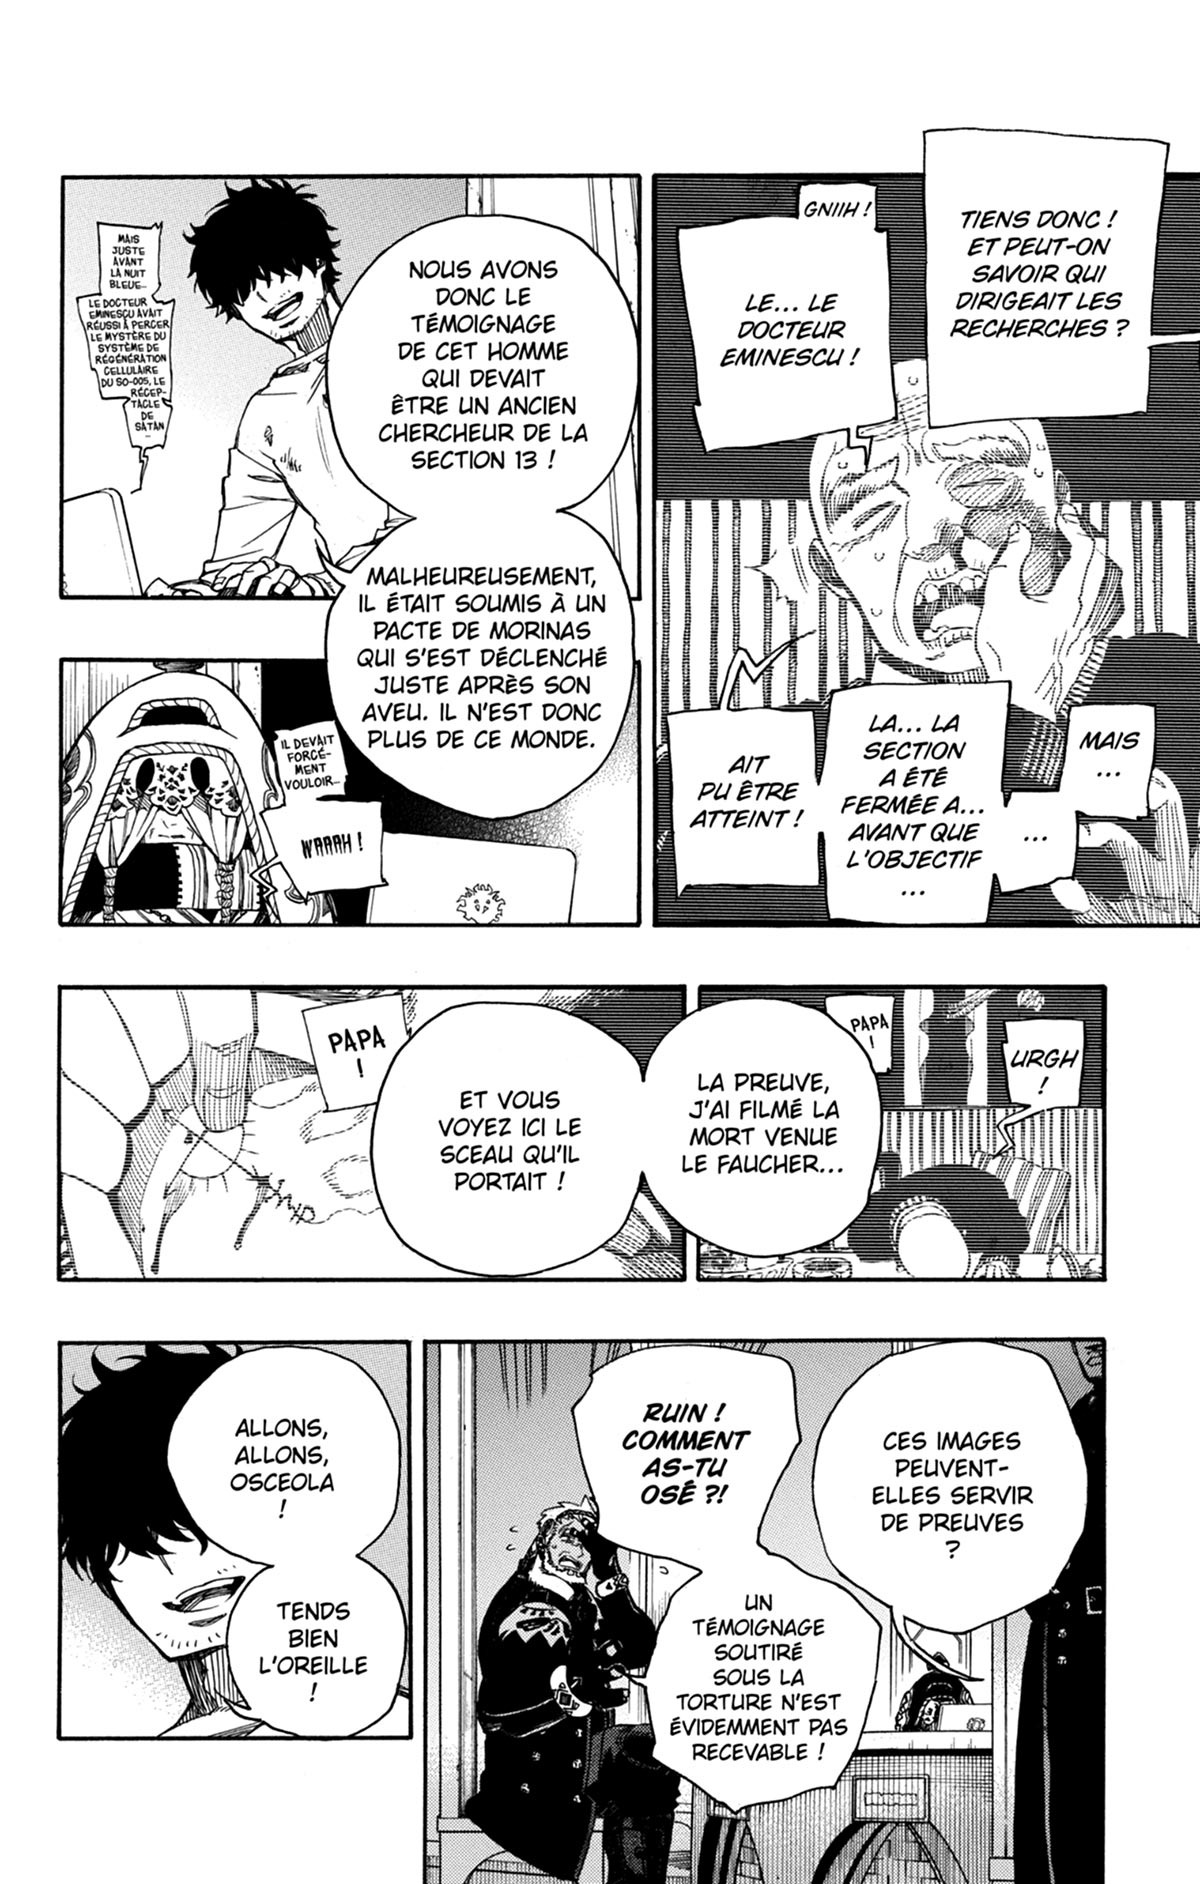 TIENS DONC !
ET PEUT-ON
SAVOIR QUI
DIRIGEAIT LES
RECHERCHES ?
GNIIH !
LE... LE
DOCTEUR
EMINESCU !
MAIS
...
...
LA... LA
SECTION
A ÉTÉ
FERMÉE A...
AVANT QUE
L'OBJECTIF
...
AIT
PU ÊTRE
ATTEINT !
NOUS AVONS
DONC LE
TÉMOIGNAGE
DE CET HOMME
QUI DEVAIT
ÊTRE UN ANCIEN
CHERCHEUR DE LA
SECTION 13 !
MAIS
JUSTE
AVANT
LA NUIT
BLEUE...
LE DOCTEUR
EMINESCU AVAIT
RÉUSSI À PERCER
LE MYSTÈRE DU
SYSTÈME DE
RÉGÉNÉRATION
CELLULAIRE
DU SO-005, LE
RÉCEP-
TACLE
DE
SATAN
...
MALHEUREUSEMENT,
IL ÉTAIT SOUMIS À UN
PACTE DE MORINAS
QUI S'EST DÉCLENCHÉ
JUSTE APRÈS SON
AVEU. IL N'EST DONC
PLUS DE CE MONDE.
IL DEVAIT
FORCÉ-
MENT
VOULOIR...
WAAAH !
URGH
!
PAPA
!
LA PREUVE,
J'AI FILMÉ LA
MORT VENUE
LE FAUCHER...
ET VOUS
VOYEZ ICI LE
SCEAU QU'IL
PORTAIT !
PAPA
!
CES IMAGES
PEUVENT-
ELLES SERVIR
DE PREUVES
?
RUIN !
COMMENT
AS-TU
OSÉ ?!
UN
TÉMOIGNAGE
SOUTIRÉ
SOUS LA
TORTURE N'EST
ÉVIDEMMENT PAS
RECEVABLE !
ALLONS,
ALLONS,
OSCEOLA
!
TENDS
BIEN
L'OREILLE
!